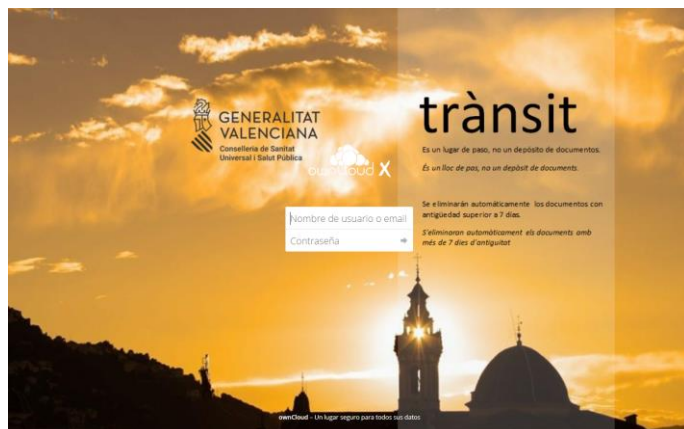 GENERALITAT
VALENCIANA
Conselleria de Sanitat
Universal i Salut Pública
ownCloud X
Nombre de usuario o email
Contraseña
trànsit
Es un lugar de paso, no un depósito de documentos.
És un lloc de pas, no un depàsit de documents.
Se eliminarán automáticamente los documentos con
antigüedad superior a 7 días.
S'eliminaran automàticament els documents amb
més de 7 dies d'antiguitat
ownCloud – Un lugar seguro para todos sus datos